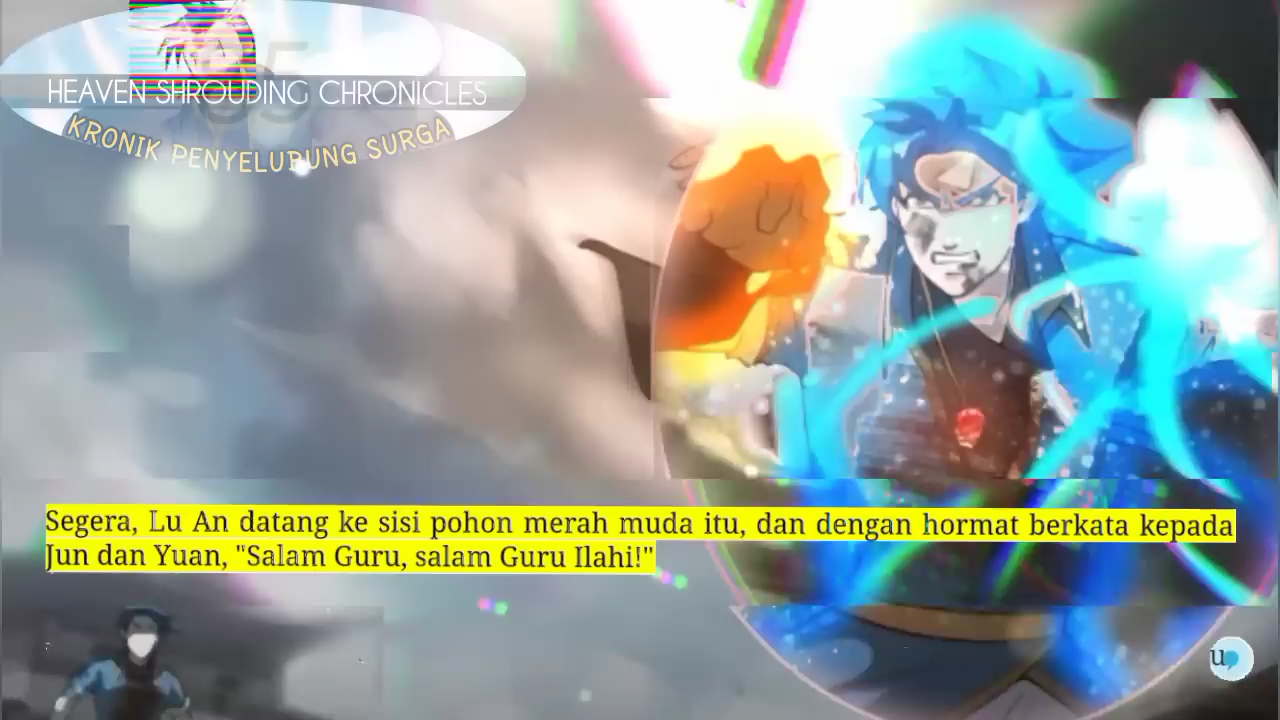 HEAVEN SHROUDING CHRONICLES
KRONIK PENYELUBUNG SURGA
Segera, Lu An datang ke sisi pohon merah muda itu, dan dengan hormat berkata kepada
Jun dan Yuan, "Salam Guru, salam Guru Ilahi!"
u